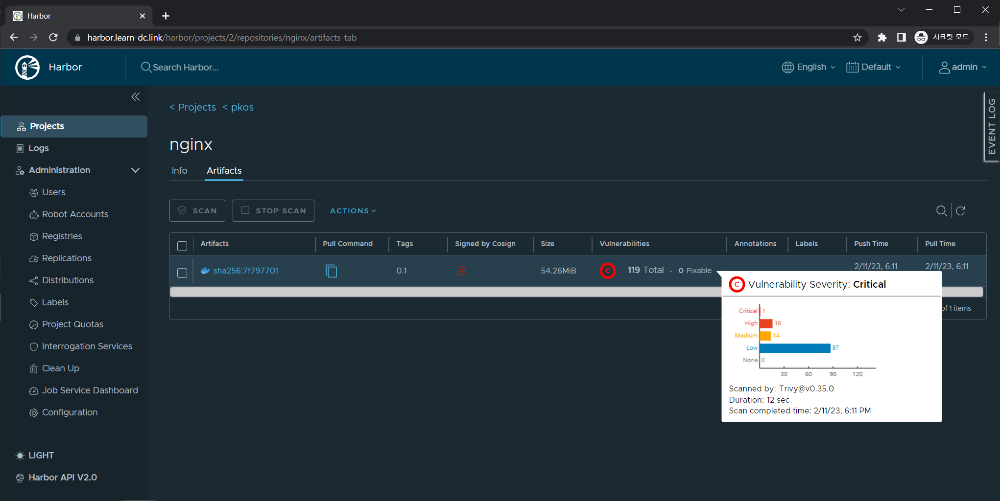 Harbor
harbor.learn-dc.link/harbor/projects/2/repositories/nginx/artifacts-tab
시크릿 모드
Harbor
Search Harbor...
English
Default
admin
EVENT LOG
Projects
Logs
Administration
Users
Robot Accounts
Registries
Replications
Distributions
Labels
Project Quotas
Interrogation Services
Clean Up
Job Service Dashboard
Configuration
LIGHT
Harbor API V2.0
< Projects < pkos
nginx
Info Artifacts
SCAN STOP SCAN ACTIONS
Artifacts Pull Command Tags Signed by Cosign Size Vulnerabilities Annotations Labels Push Time Pull Time
sha256:7f797701 0.1 54.26MiB C 119 Total - 0 Fixable 2/11/23, 6:11 2/11/23, 6:11
of 1 items
C Vulnerability Severity: Critical
Critical 1
High 16
Medium 14
Low 87
None 0
30 60 90 120
Scanned by: Trivy@v0.35.0
Duration: 12 sec
Scan completed time: 2/11/23, 6:11 PM